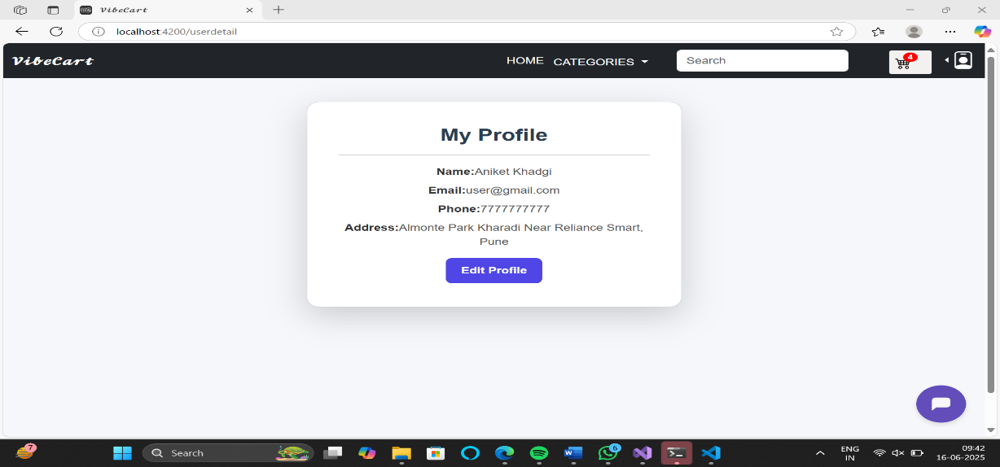 VibeCart
localhost:4200/userdetail
VibeCart
HOME
CATEGORIES
Search
4
My Profile
Name:Aniket Khadgi
Email:user@gmail.com
Phone:7777777777
Address:Almonte Park Kharadi Near Reliance Smart,
Pune
Edit Profile
7
Search
W
6
ENG
IN
09:42
16-06-2025